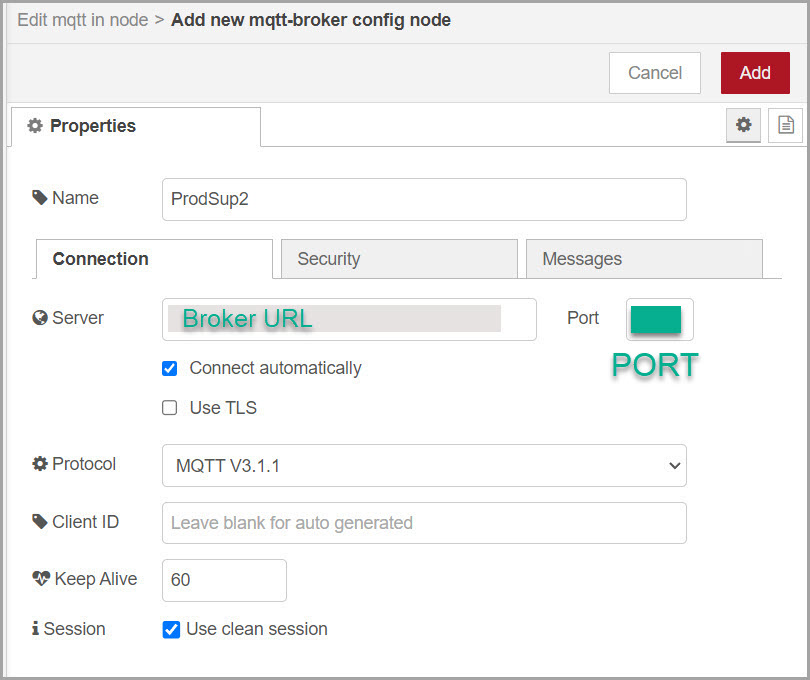 Edit mqtt in node > Add new mqtt-broker config node
Cancel Add
Properties
Name ProdSup2
Connection Security Messages
Server Broker URL Port
Connect automatically PORT
Use TLS
Protocol MQTT V3.1.1
Client ID Leave blank for auto generated
Keep Alive 60
Session Use clean session